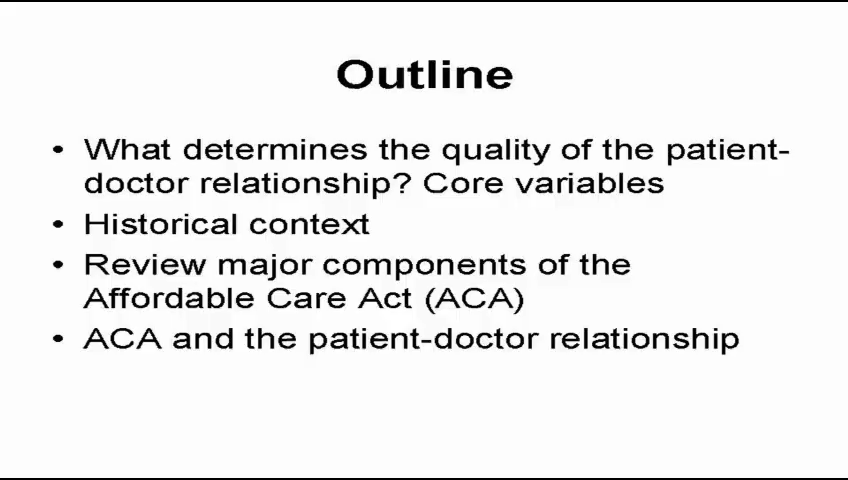 Outline
• What determines the quality of the patient-
doctor relationship? Core variables
• Historical context
• Review major components of the
Affordable Care Act (ACA)
• ACA and the patient-doctor relationship